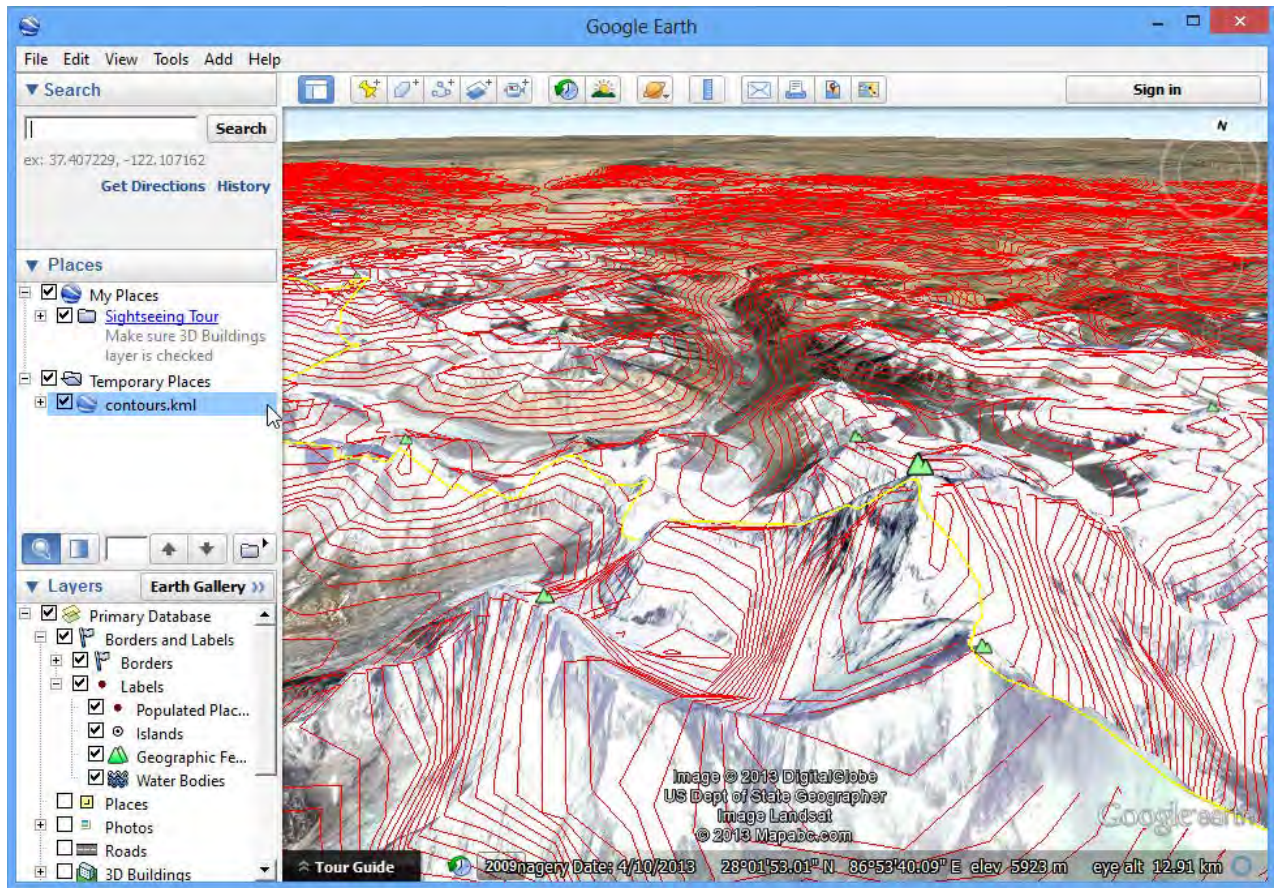 Google Earth
File Edit View Tools Add Help
Search
Sign in
Search
ex: 37.407229, -122.107162
Get Directions History
N
Places
My Places
Sightseeing Tour
Make sure 3D Buildings
layer is checked
Temporary Places
contours.kml
Layers
Earth Gallery
Primary Database
Borders and Labels
Borders
Labels
Populated Plac...
Islands
Geographic Fe...
Water Bodies
Places
Photos
Roads
3D Buildings
Image © 2013 DigitalGlobe
US Dept of State Geographer
Image Landsat
© 2013 Mapabc.com
Google earth
Tour Guide
2009 magery Date: 4/10/2013 28°01'53.01" N 86°53'40.09" E elev 5923 m eye alt 12.91 km